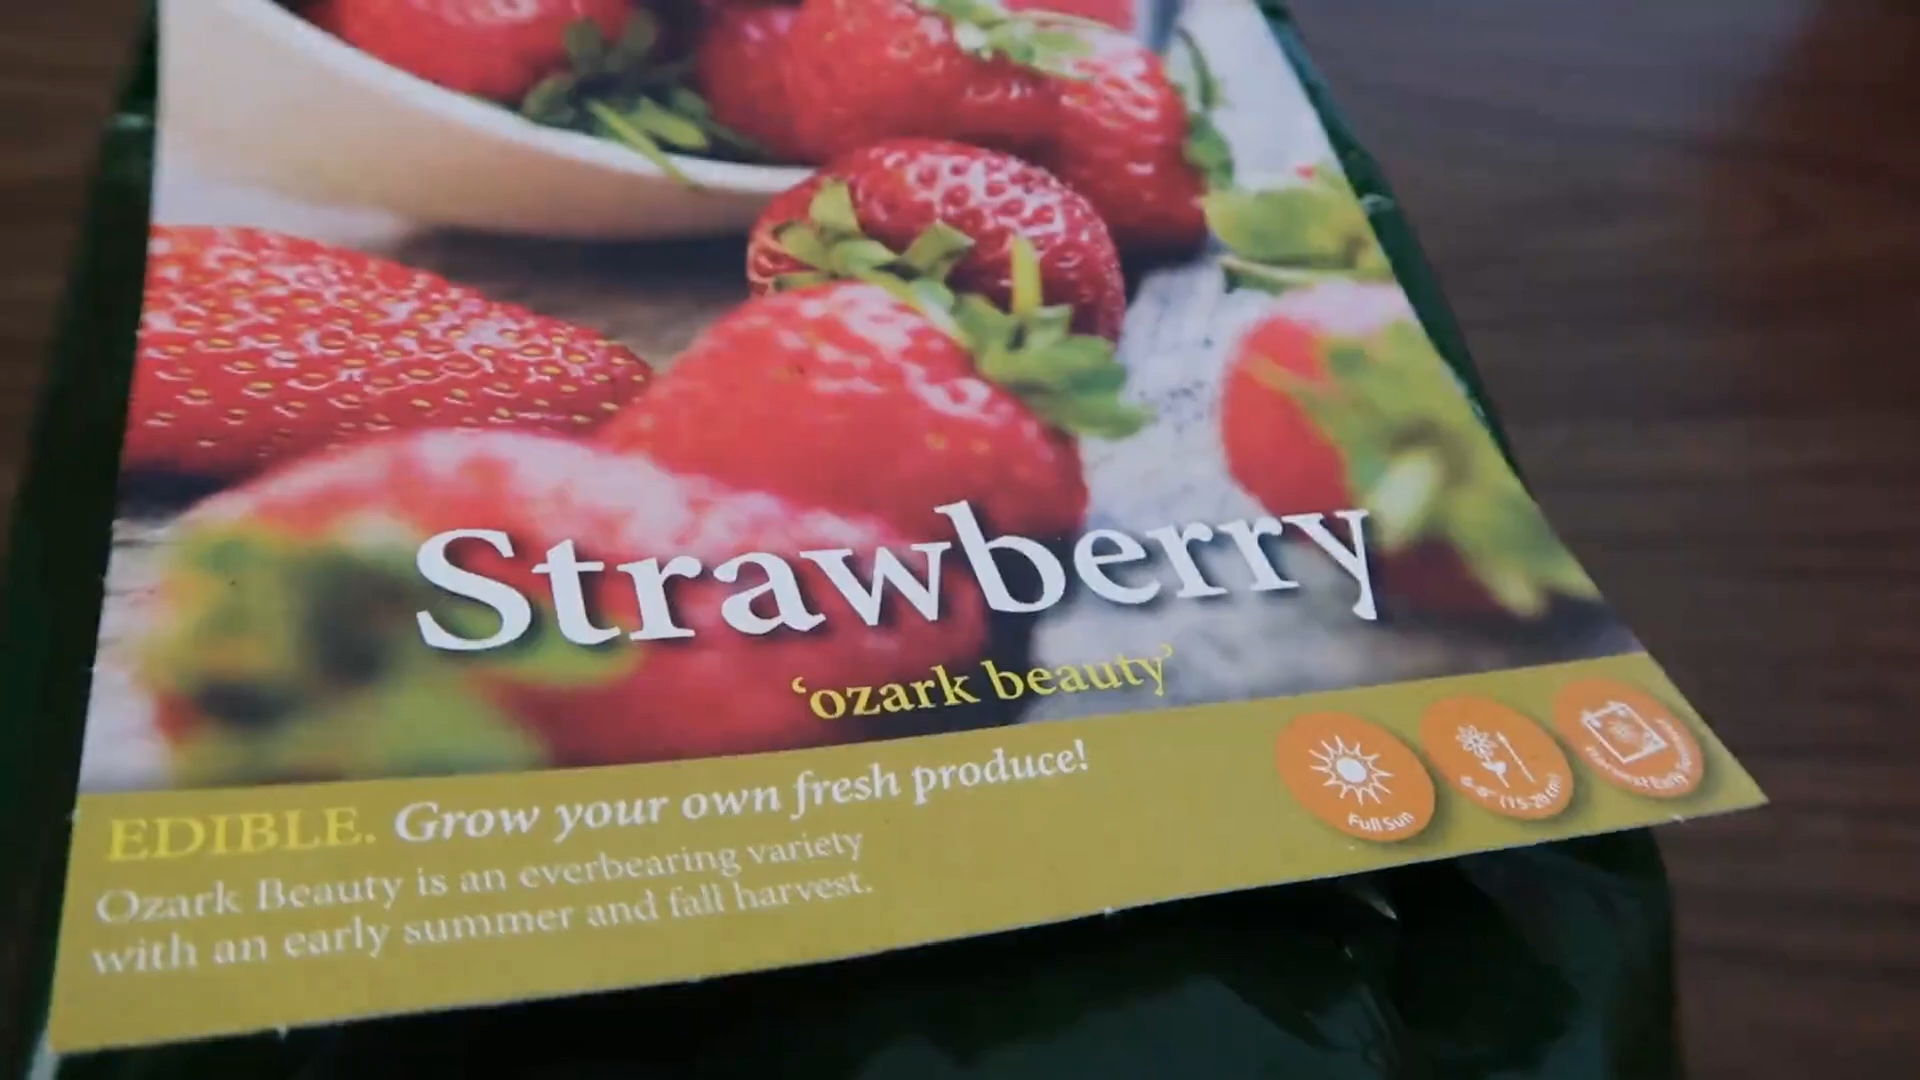 Strawberry
‘ozark beauty’
EDIBLE. Grow your own fresh produce!
Ozark Beauty is an everbearing variety
with an early summer and fall harvest.
Full Sun